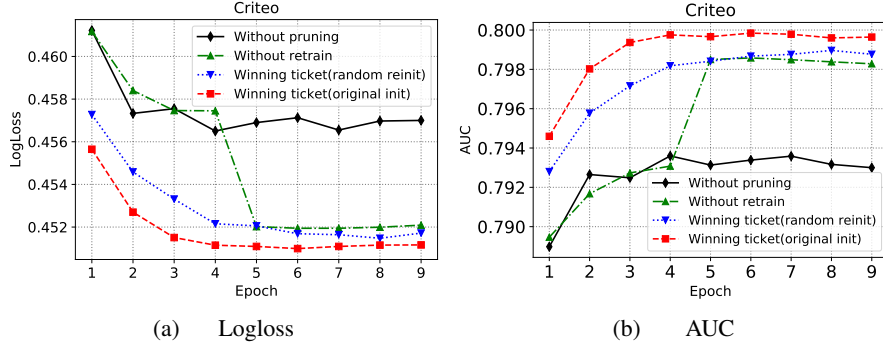 Criteo
0.460
0.458
0.456
0.454
0.452
LogLoss
Without pruning
Without retrain
Winning ticket(random reinit)
Winning ticket(original init)
1 2 3 4 5 6 7 8 9
Epoch
(a) Logloss
Criteo
0.800
0.798
0.796
0.794
0.792
0.790
AUC
Without pruning
Without retrain
Winning ticket(random reinit)
Winning ticket(original init)
1 2 3 4 5 6 7 8 9
Epoch
(b) AUC